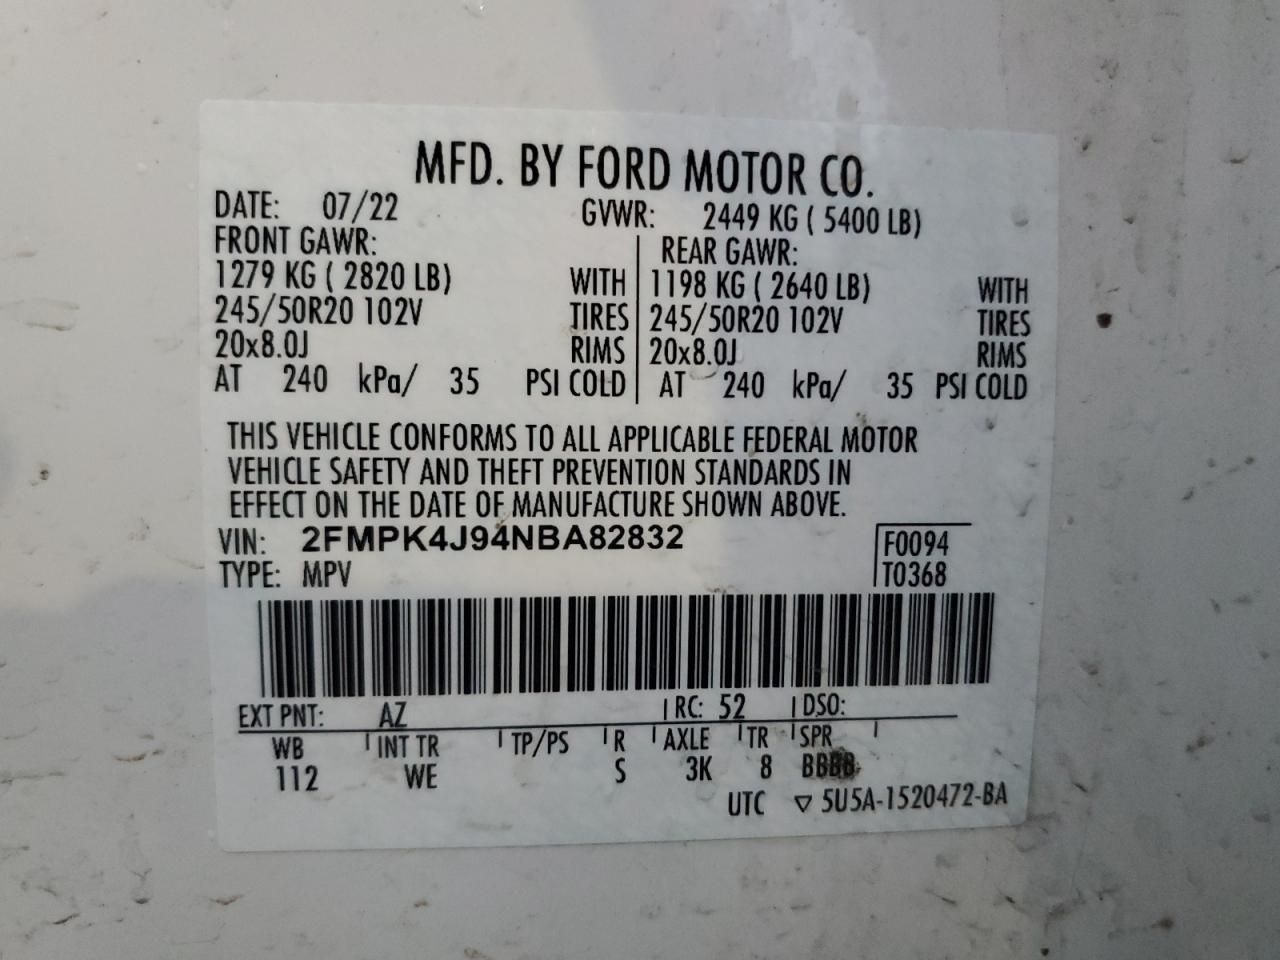 MFD. BY FORD MOTOR CO.
DATE: 07/22 GVWR: 2449 KG ( 5400 LB)
FRONT GAWR: REAR GAWR:
1279 KG ( 2820 LB) WITH 1198 KG ( 2640 LB) WITH
245/50R20 102V TIRES 245/50R20 102V TIRES
20x8.0J RIMS 20x8.0J RIMS
AT 240 kPa/ 35 PSI COLD AT 240 kPa/ 35 PSI COLD
THIS VEHICLE CONFORMS TO ALL APPLICABLE FEDERAL MOTOR
VEHICLE SAFETY AND THEFT PREVENTION STANDARDS IN
EFFECT ON THE DATE OF MANUFACTURE SHOWN ABOVE.
VIN: 2FMPK4J94NBA82832 F0094
TYPE: MPV T0368
EXT PNT: AZ RC: 52 DSO:
WB INT TR TP/PS R AXLE TR SPR
112 WE S 3K 8 BBBB
UTC ▽ 5U5A-1520472-BA